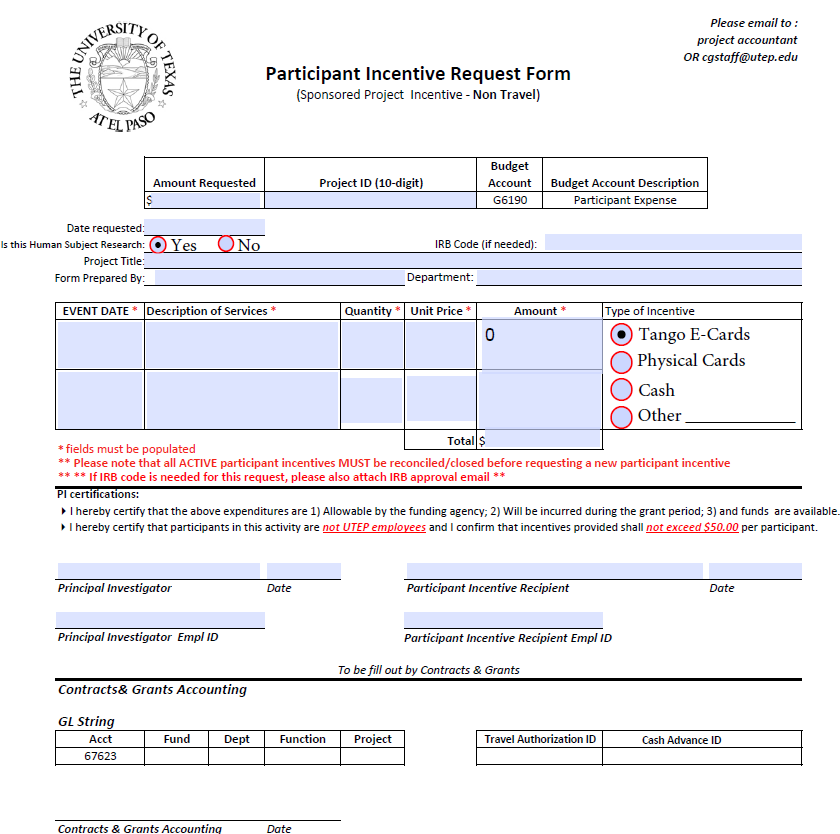 THE UNIVERSITY OF TEXAS
AT EL PASO
Please email to :
project accountant
OR cgstaff@utep.edu
Participant Incentive Request Form
(Sponsored Project Incentive - Non Travel)
Amount Requested Project ID (10-digit) Budget Account Budget Account Description
$ G6190 Participant Expense
Date requested:
Is this Human Subject Research: Yes No IRB Code (if needed):
Project Title:
Form Prepared By: Department:
EVENT DATE * Description of Services * Quantity * Unit Price * Amount * Type of Incentive
0 Tango E-Cards
Physical Cards
Cash
Other ____________
Total $
* fields must be populated
** Please note that all ACTIVE participant incentives MUST be reconciled/closed before requesting a new participant incentive
** ** If IRB code is needed for this request, please also attach IRB approval email **
PI certifications:
I hereby certify that the above expenditures are 1) Allowable by the funding agency; 2) Will be incurred during the grant period; 3) and funds are available.
I hereby certify that participants in this activity are not UTEP employees and I confirm that incentives provided shall not exceed $50.00 per participant.
Principal Investigator Date Participant Incentive Recipient Date
Principal Investigator Empl ID Participant Incentive Recipient Empl ID
To be fill out by Contracts & Grants
Contracts& Grants Accounting
GL String
Acct Fund Dept Function Project Travel Authorization ID Cash Advance ID
67623
Contracts & Grants Accounting Date